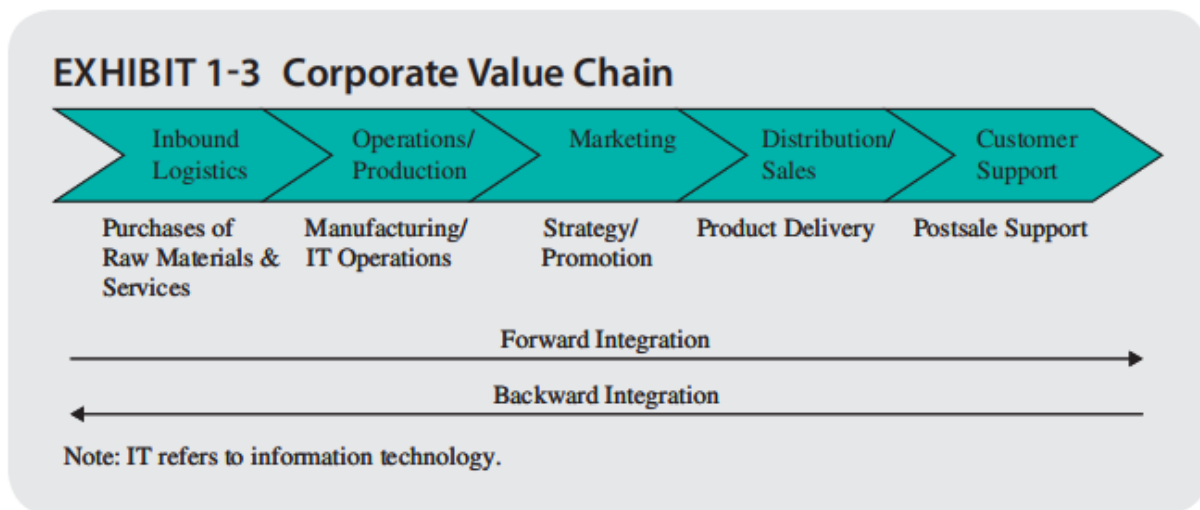 EXHIBIT 1-3 Corporate Value Chain
Inbound
Logistics
Operations/
Production
Marketing
Distribution/
Sales
Customer
Support
Purchases of
Raw Materials &
Services
Manufacturing/
IT Operations
Strategy/
Promotion
Product Delivery
Postsale Support
Forward Integration
Backward Integration
Note: IT refers to information technology.